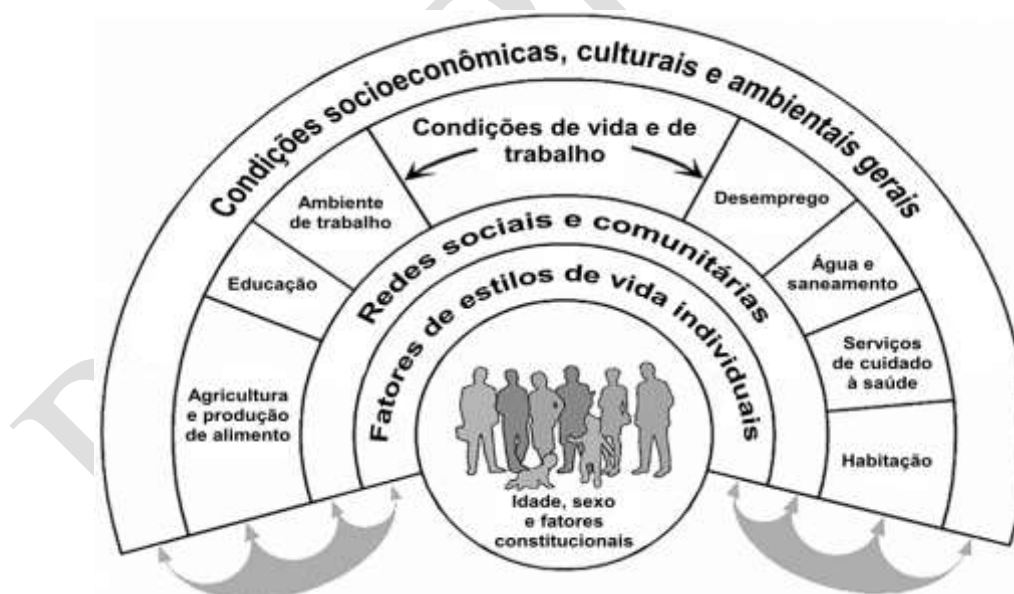 Condições socioeconômicas, culturais e ambientais gerais
Condições de vida e de
trabalho
Ambiente
de trabalho
Educação
Agricultura
e produção
de alimento
Desemprego
Água e
saneamento
Serviços
de cuidado
à saúde
Habitação
Redes sociais e comunitárias
Fatores de estilos de vida individuais
Idade, sexo
e fatores
constitucionais